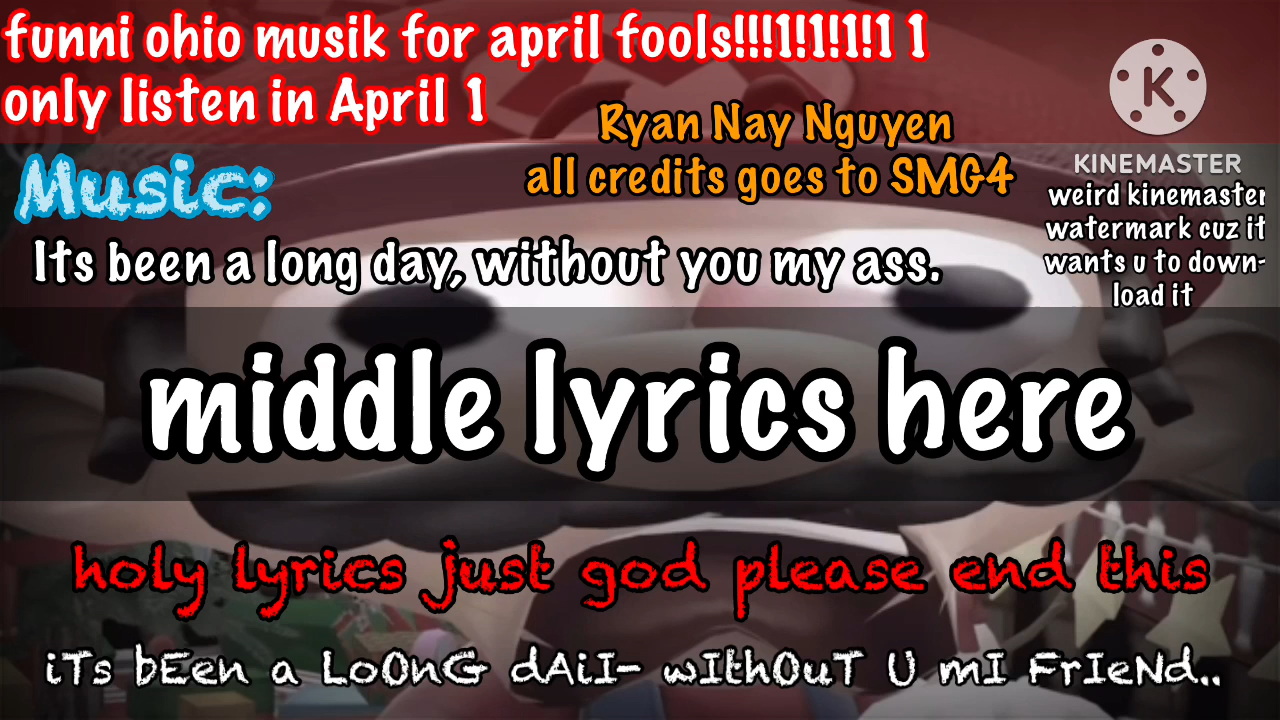 funni ohio musik for april fools!!!1!1!1!1 1
only listen in April 1
K
KINEMASTER
Ryan Nay Nguyen
all credits goes to SMG4
weird kinemaster
watermark cuz it
wants u to down-
load it
Music:
Its been a long day, without you my ass.
middle lyrics here
holy lyrics just god please end this
iTs bEen a LoOnG dAiI- wIthOuT U mI FrIeNd..